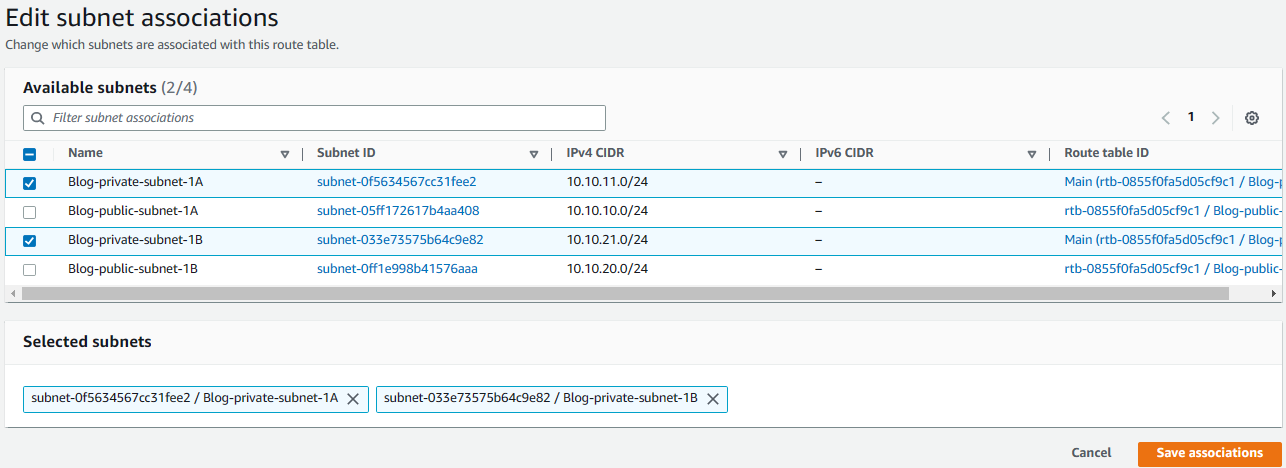 Edit subnet associations
Change which subnets are associated with this route table.
Available subnets (2/4)
Filter subnet associations
1
Name Subnet ID IPv4 CIDR IPv6 CIDR Route table ID
Blog-private-subnet-1A subnet-0f5634567cc31fee2 10.10.11.0/24 – Main (rtb-0855f0fa5d05cf9c1 / Blog-p
Blog-public-subnet-1A subnet-05ff172617b4aa408 10.10.10.0/24 – rtb-0855f0fa5d05cf9c1 / Blog-public-
Blog-private-subnet-1B subnet-033e73575b64c9e82 10.10.21.0/24 – Main (rtb-0855f0fa5d05cf9c1 / Blog-p
Blog-public-subnet-1B subnet-0ff1e998b41576aaa 10.10.20.0/24 – rtb-0855f0fa5d05cf9c1 / Blog-public-
Selected subnets
subnet-0f5634567cc31fee2 / Blog-private-subnet-1A subnet-033e73575b64c9e82 / Blog-private-subnet-1B
Cancel Save associations